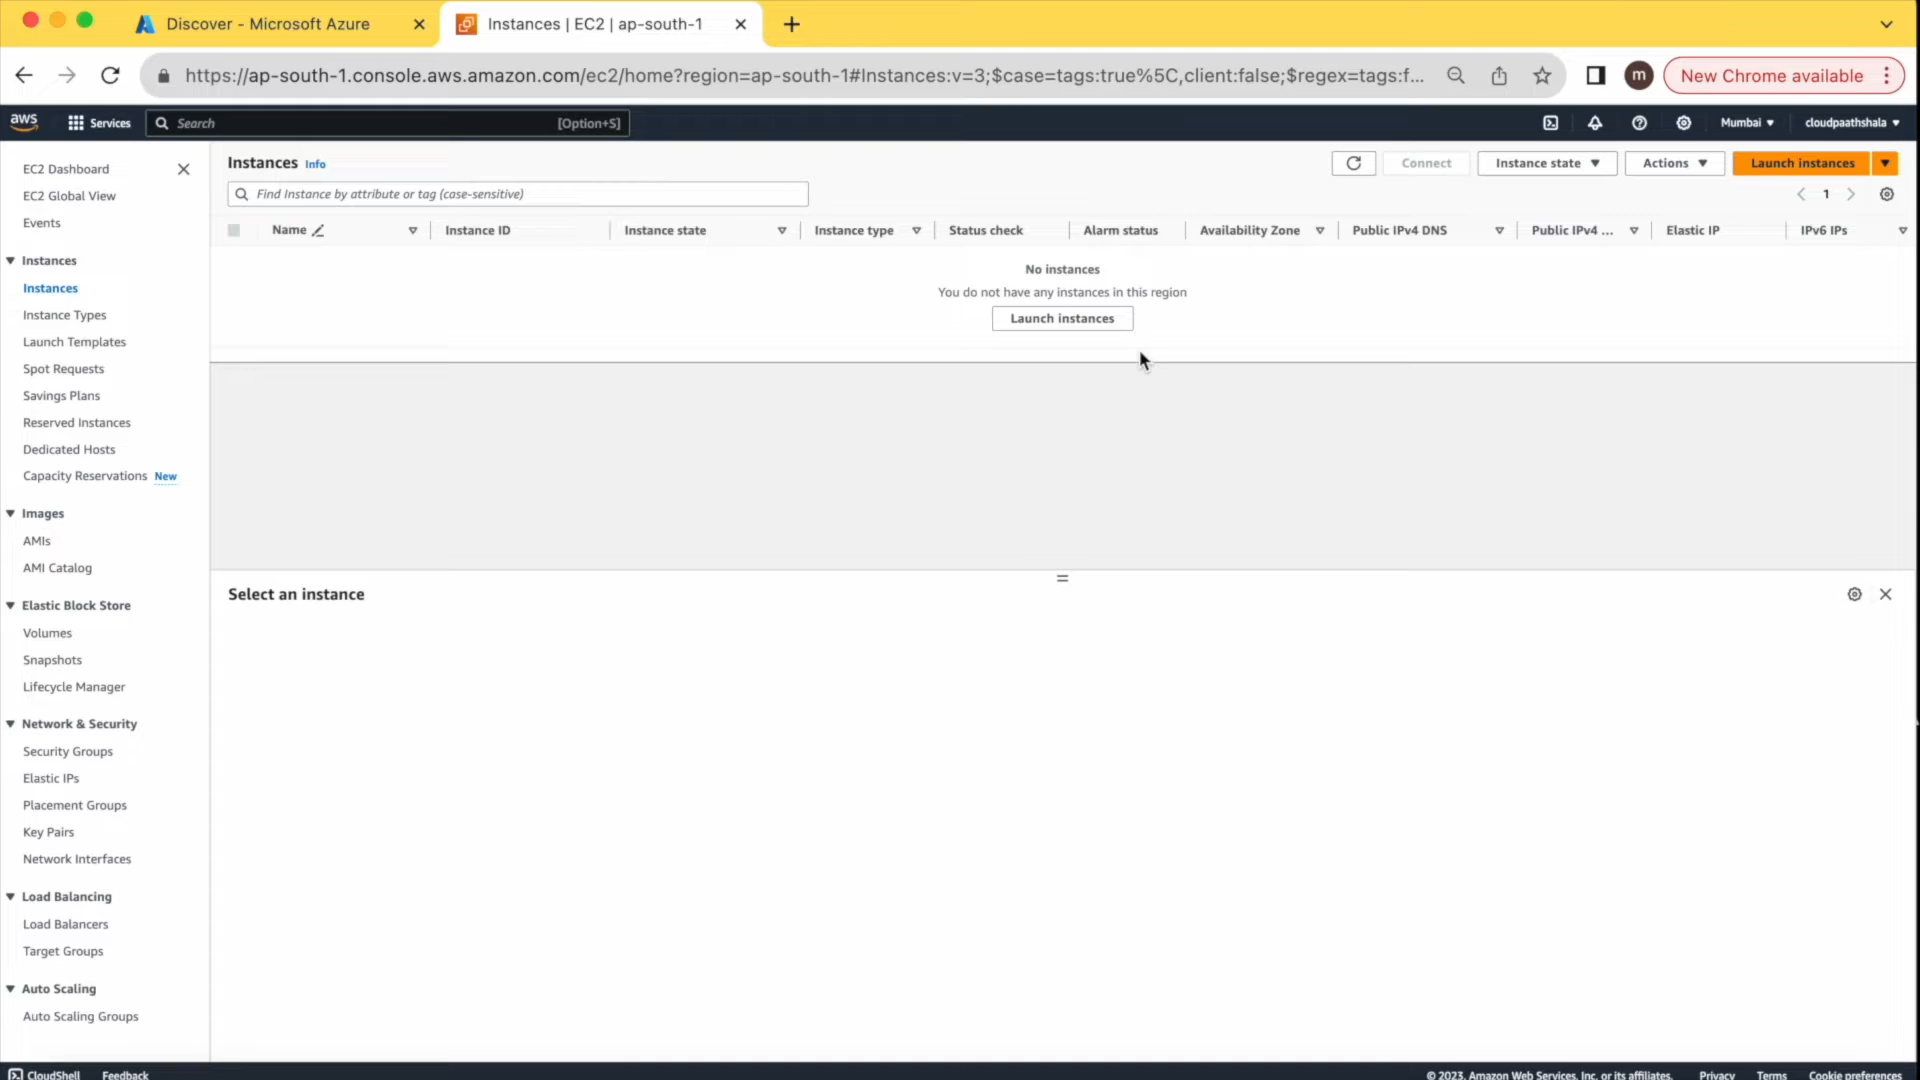 Discover - Microsoft Azure
Instances | EC2 | ap-south-1
https://ap-south-1.console.aws.amazon.com/ec2/home?region=ap-south-1#Instances:v=3;$case=tags:true%5C,client:false;$regex=tags:f...
m
New Chrome available
aws
Services
Search
[Option+S]
Mumbai
cloudpaathshala
EC2 Dashboard
EC2 Global View
Events
Instances
Instances
Instance Types
Launch Templates
Spot Requests
Savings Plans
Reserved Instances
Dedicated Hosts
Capacity Reservations New
Images
AMIs
AMI Catalog
Elastic Block Store
Volumes
Snapshots
Lifecycle Manager
Network & Security
Security Groups
Elastic IPs
Placement Groups
Key Pairs
Network Interfaces
Load Balancing
Load Balancers
Target Groups
Auto Scaling
Auto Scaling Groups
Instances Info
Connect
Instance state
Actions
Launch instances
Find Instance by attribute or tag (case-sensitive)
1
Name
Instance ID
Instance state
Instance type
Status check
Alarm status
Availability Zone
Public IPv4 DNS
Public IPv4 ...
Elastic IP
IPv6 IPs
No instances
You do not have any instances in this region
Launch instances
Select an instance
CloudShell
Feedback
© 2023, Amazon Web Services, Inc. or its affiliates.
Privacy
Terms
Cookie preferences